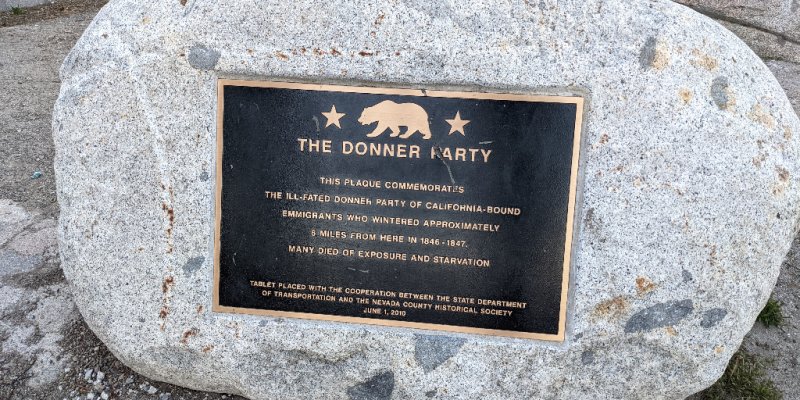 THE DONNER PARTY
THIS PLAQUE COMMEMORATES
THE ILL-FATED DONNER PARTY OF CALIFORNIA-BOUND
EMMIGRANTS WHO WINTERED APPROXIMATELY
6 MILES FROM HERE IN 1846 - 1847.
MANY DIED OF EXPOSURE AND STARVATION
TABLET PLACED WITH THE COOPERATION BETWEEN THE STATE DEPARTMENT
OF TRANSPORTATION AND THE NEVADA COUNTY HISTORICAL SOCIETY
JUNE 1, 2010